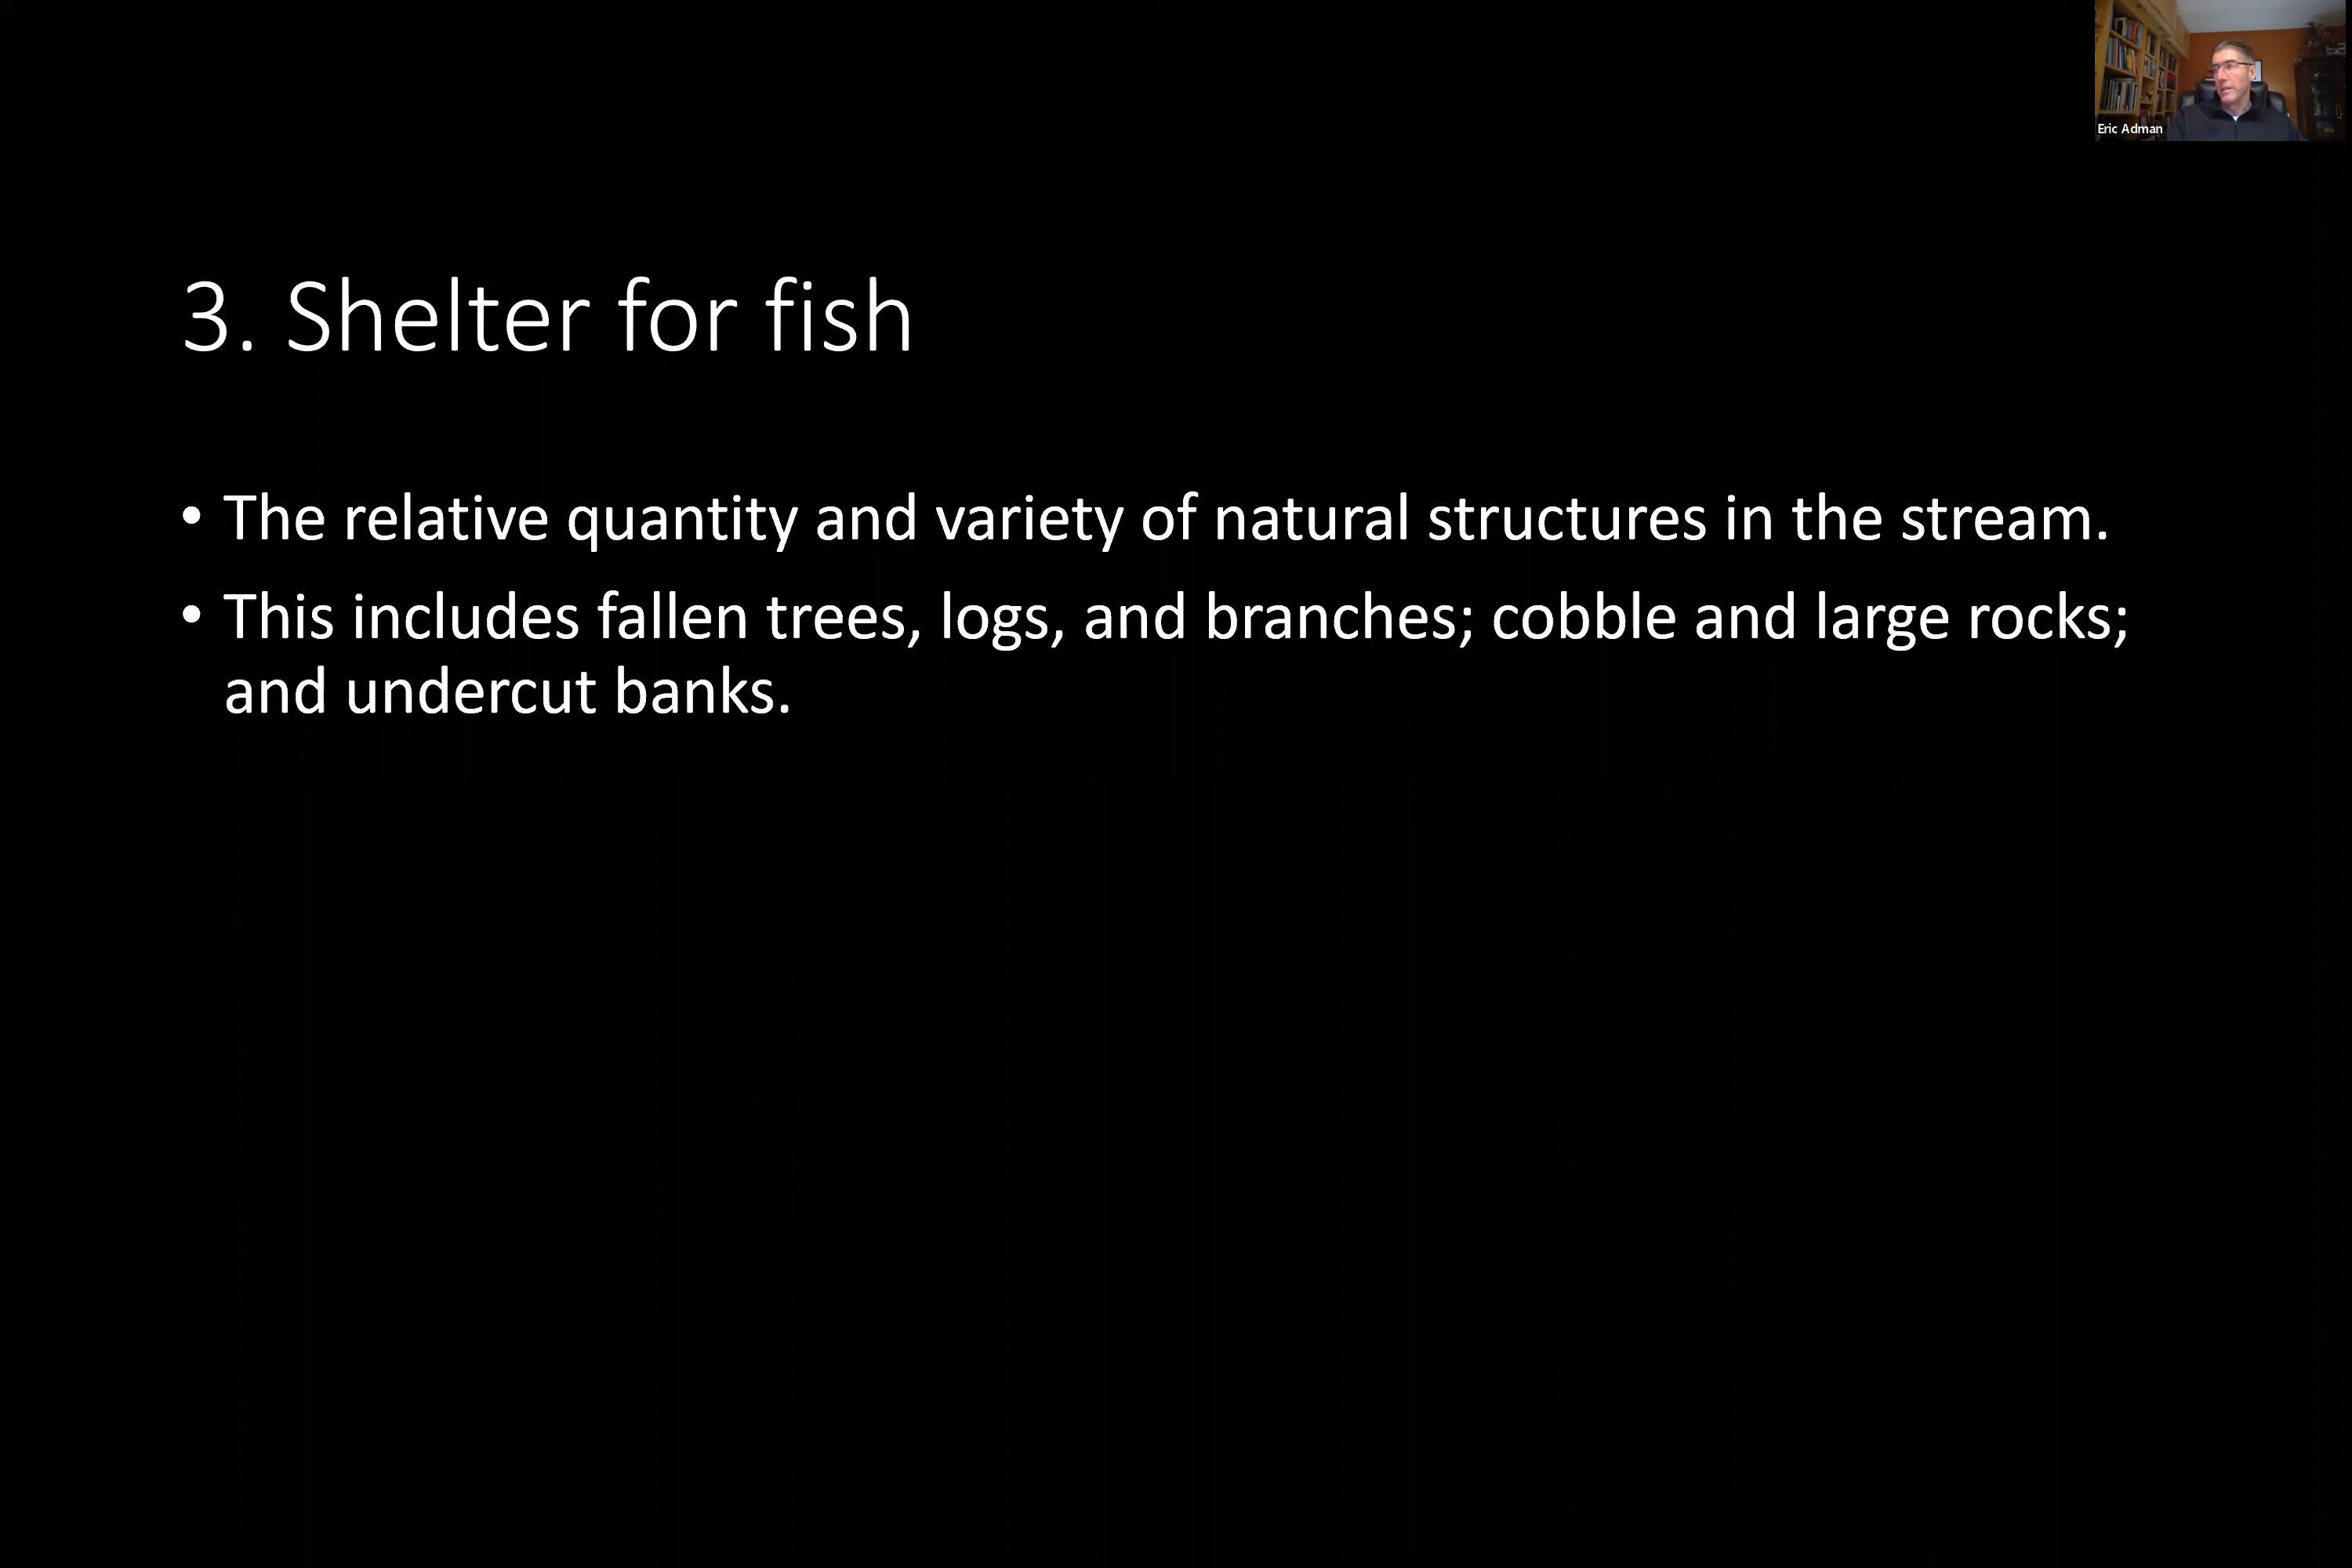 Eric Adman
3. Shelter for fish
• The relative quantity and variety of natural structures in the stream.
• This includes fallen trees, logs, and branches; cobble and large rocks;
and undercut banks.